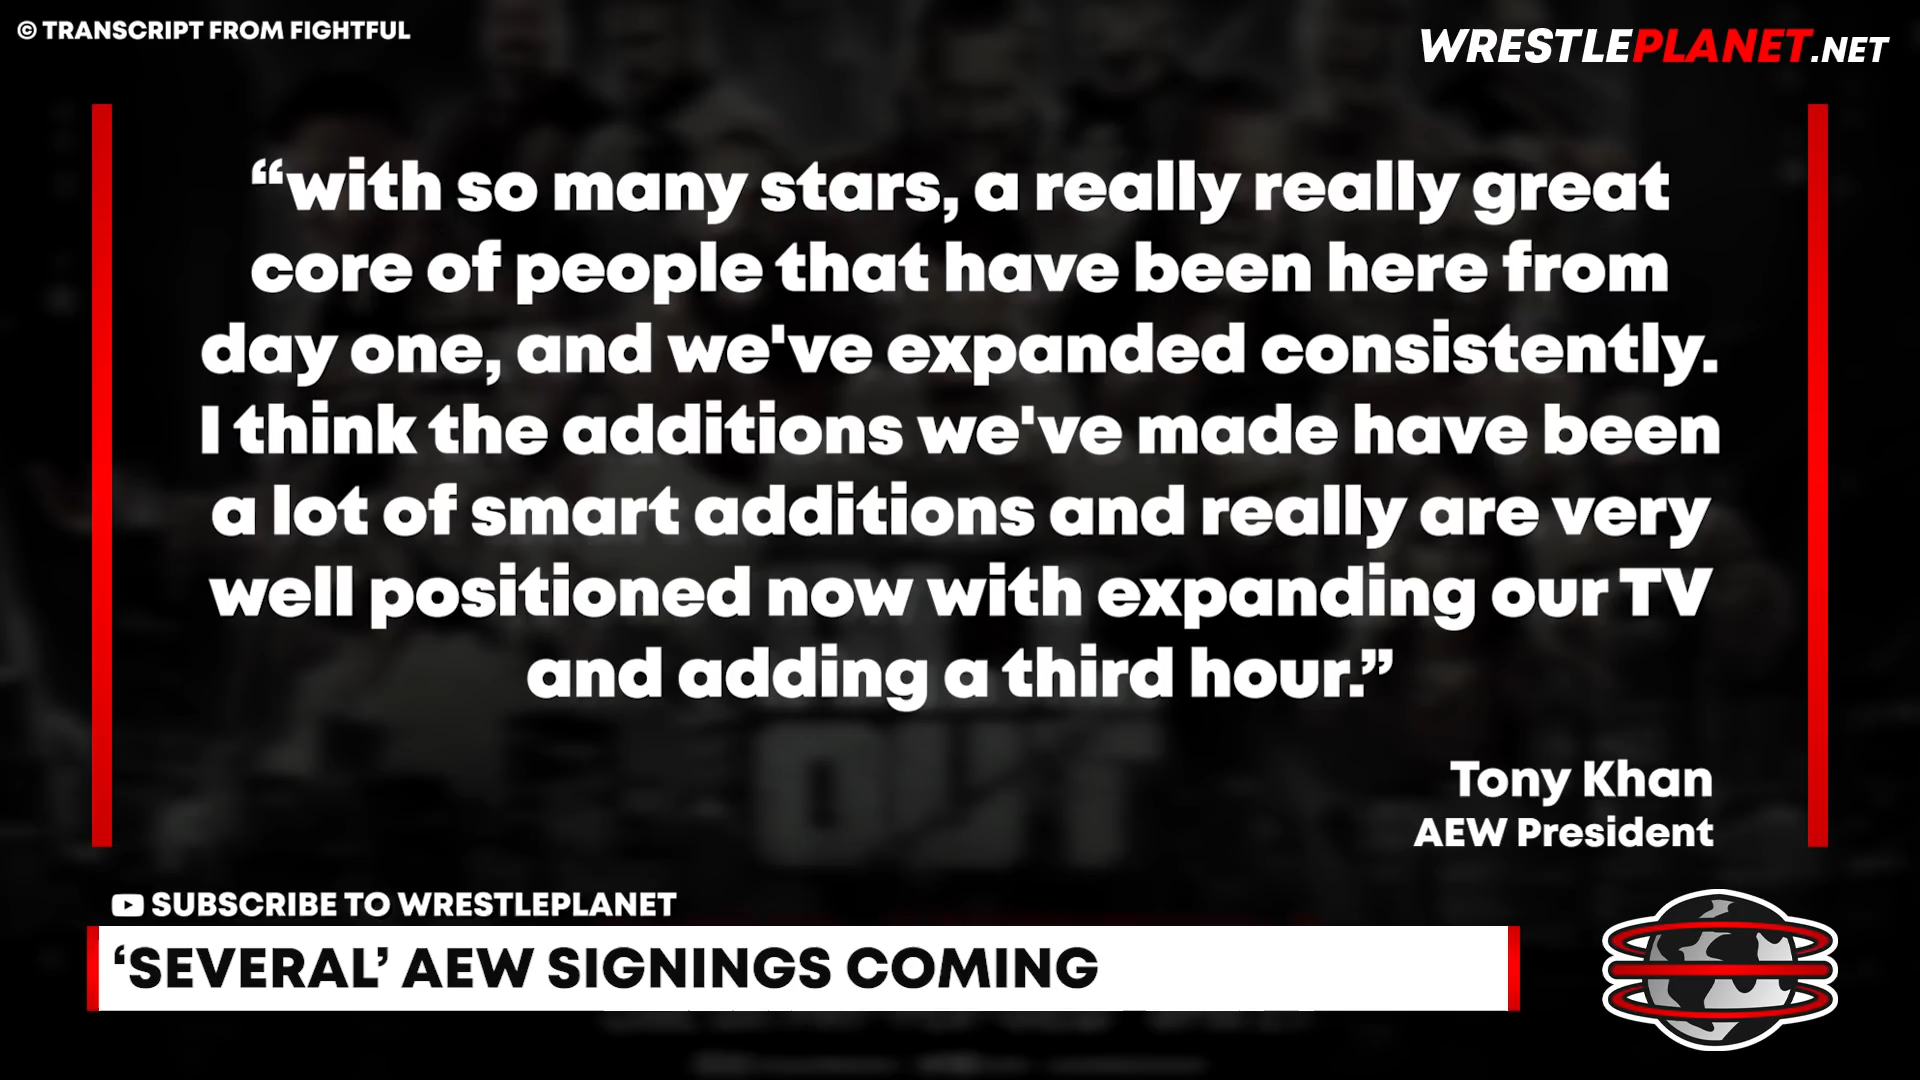 © TRANSCRIPT FROM FIGHTFUL
WRESTLEPLANET.NET
“with so many stars, a really really great
core of people that have been here from
day one, and we've expanded consistently.
I think the additions we've made have been
a lot of smart additions and really are very
well positioned now with expanding our TV
and adding a third hour.”
Tony Khan
AEW President
SUBSCRIBE TO WRESTLEPLANET
‘SEVERAL’ AEW SIGNINGS COMING
OUT